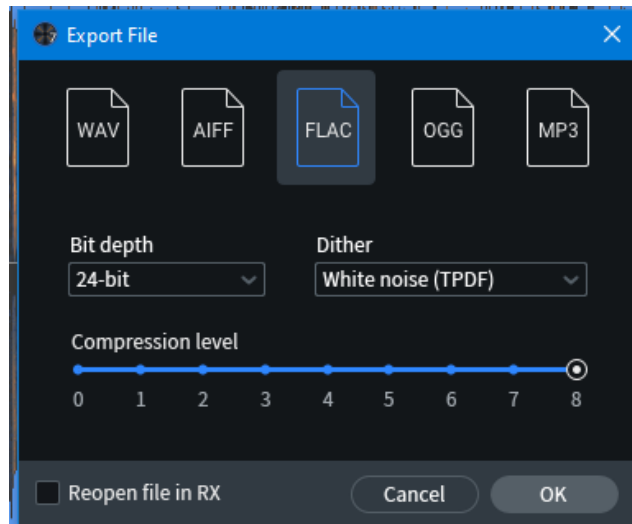 Export File
WAV AIFF FLAC OGG MP3
Bit depth Dither
24-bit White noise (TPDF)
Compression level
0 1 2 3 4 5 6 7 8
Reopen file in RX Cancel OK